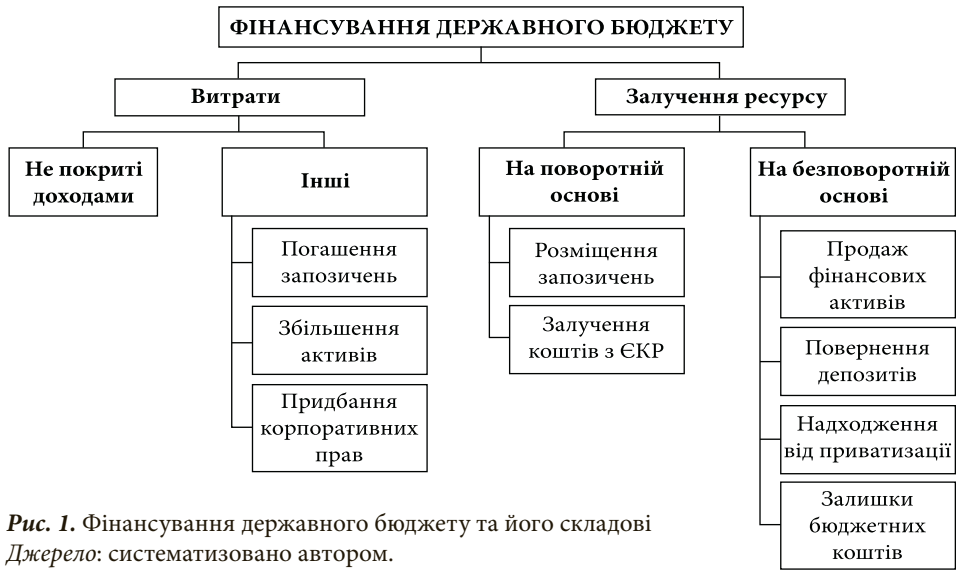 ФІНАНСУВАННЯ ДЕРЖАВНОГО БЮДЖЕТУ
Витрати
Залучення ресурсу
Не покриті
доходами
Інші
На поворотній
основі
На безповоротній
основі
Погашення
запозичень
Збільшення
активів
Придбання
корпоративних
прав
Розміщення
запозичень
Залучення
коштів з ЄКР
Продаж
фінансових
активів
Повернення
депозитів
Надходження
від приватизації
Залишки
бюджетних
коштів
Рис. 1. Фінансування державного бюджету та його складові
Джерело: систематизовано автором.